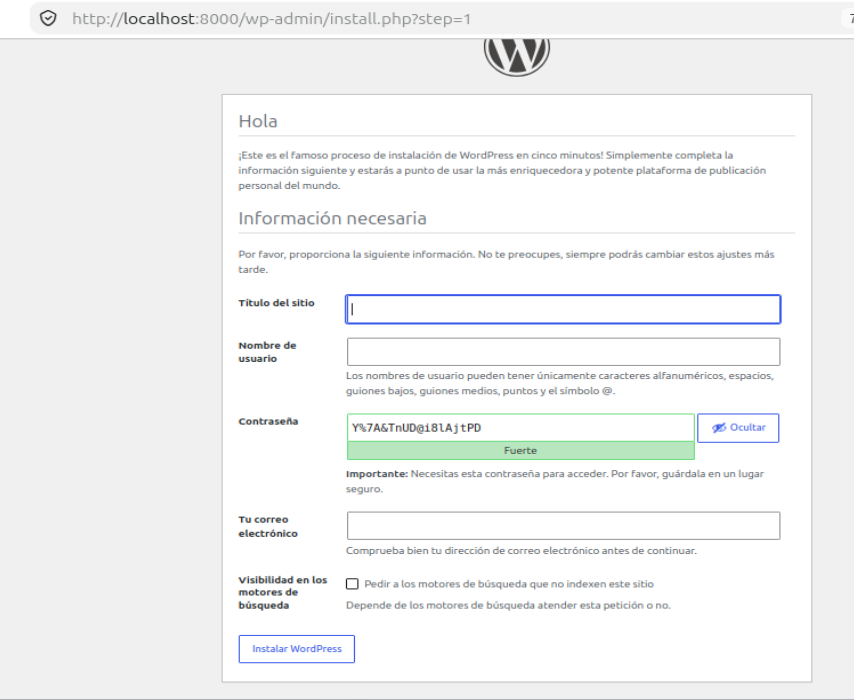 http://localhost:8000/wp-admin/install.php?step=1
Hola
¡Este es el famoso proceso de instalación de WordPress en cinco minutos! Simplemente completa la
información siguiente y estarás a punto de usar la más enriquecedora y potente plataforma de publicación
personal del mundo.
Información necesaria
Por favor, proporciona la siguiente información. No te preocupes, siempre podrás cambiar estos ajustes más
tarde.
Título del sitio
Nombre de
usuario
Los nombres de usuario pueden tener únicamente caracteres alfanuméricos, espacios,
guiones bajos, guiones medios, puntos y el símbolo @.
Contraseña
Y%7A&TnUD@i8lAjtPD
Ocultar
Fuerte
Importante: Necesitas esta contraseña para acceder. Por favor, guárdala en un lugar
seguro.
Tu correo
electrónico
Comprueba bien tu dirección de correo electrónico antes de continuar.
Visibilidad en los
motores de
búsqueda
Pedir a los motores de búsqueda que no indexen este sitio
Depende de los motores de búsqueda atender esta petición o no.
Instalar WordPress